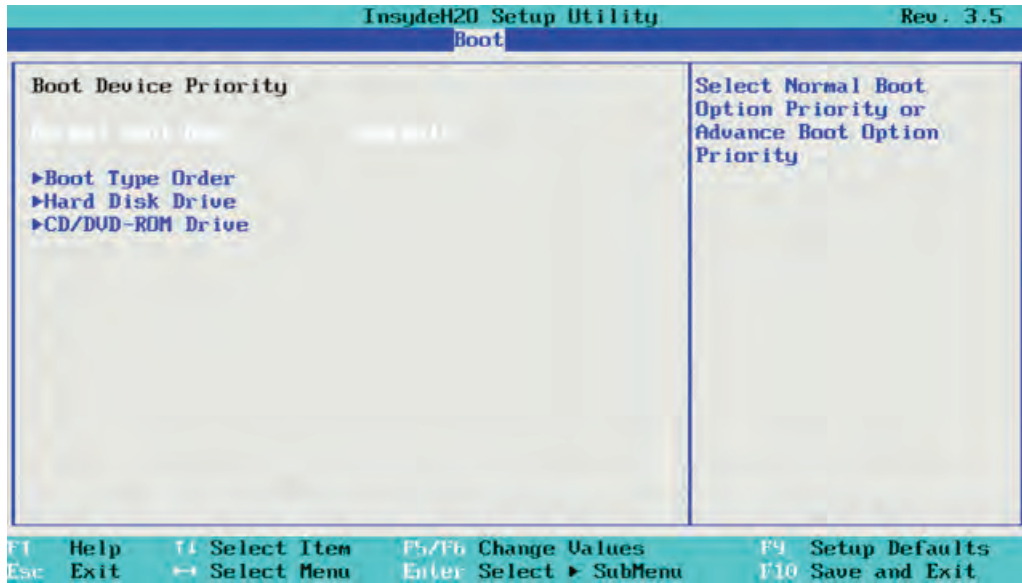 InsydeH20 Setup Utility Rev. 3.5
Boot
Boot Device Priority
▶Boot Type Order
▶Hard Disk Drive
▶CD/DVD-ROM Drive
Select Normal Boot
Option Priority or
Advance Boot Option
Priority
F1 Help ↑↓ Select Item F5/F6 Change Values F9 Setup Defaults
Esc Exit ↔ Select Menu Enter Select ▶ SubMenu F10 Save and Exit